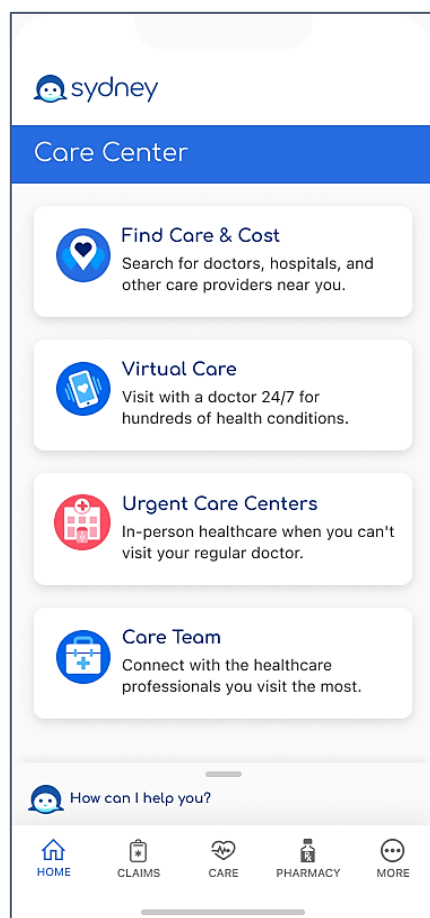 sydney
Care Center
Find Care & Cost
Search for doctors, hospitals, and
other care providers near you.
Virtual Care
Visit with a doctor 24/7 for
hundreds of health conditions.
Urgent Care Centers
In-person healthcare when you can't
visit your regular doctor.
Care Team
Connect with the healthcare
professionals you visit the most.
How can I help you?
HOME CLAIMS CARE PHARMACY MORE